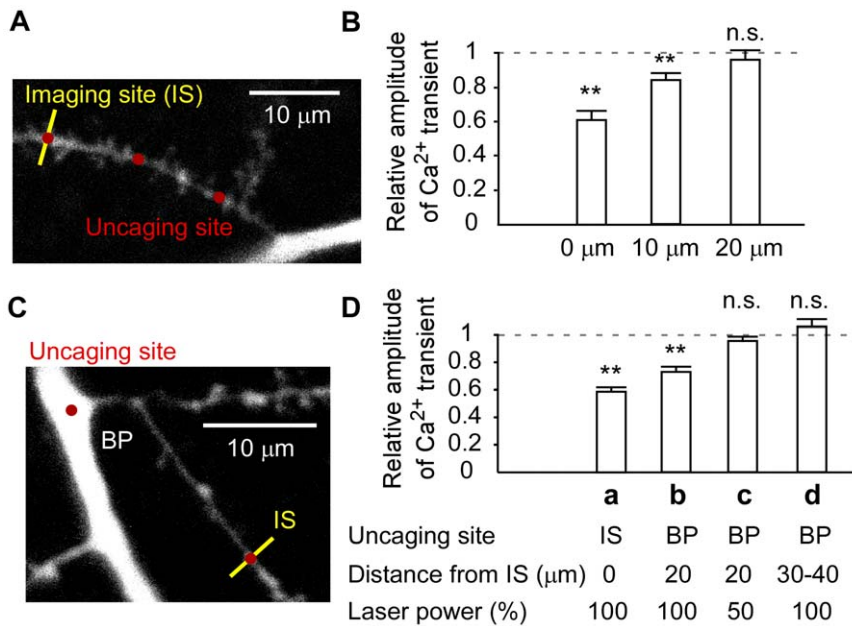 A
Imaging site (IS)
10 μm
Uncaging site
B
Relative amplitude
of Ca2+ transient
n.s.
**
**
1
0.8
0.6
0.4
0.2
0 μm
10 μm
20 μm
C
Uncaging site
BP
10 μm
IS
D
Relative amplitude
of Ca2+ transient
n.s.
n.s.
**
**
1
0.8
0.6
0.4
0.2
a b c d
Uncaging site IS BP BP BP
Distance from IS (μm) 0 20 20 30-40
Laser power (%) 100 100 50 100